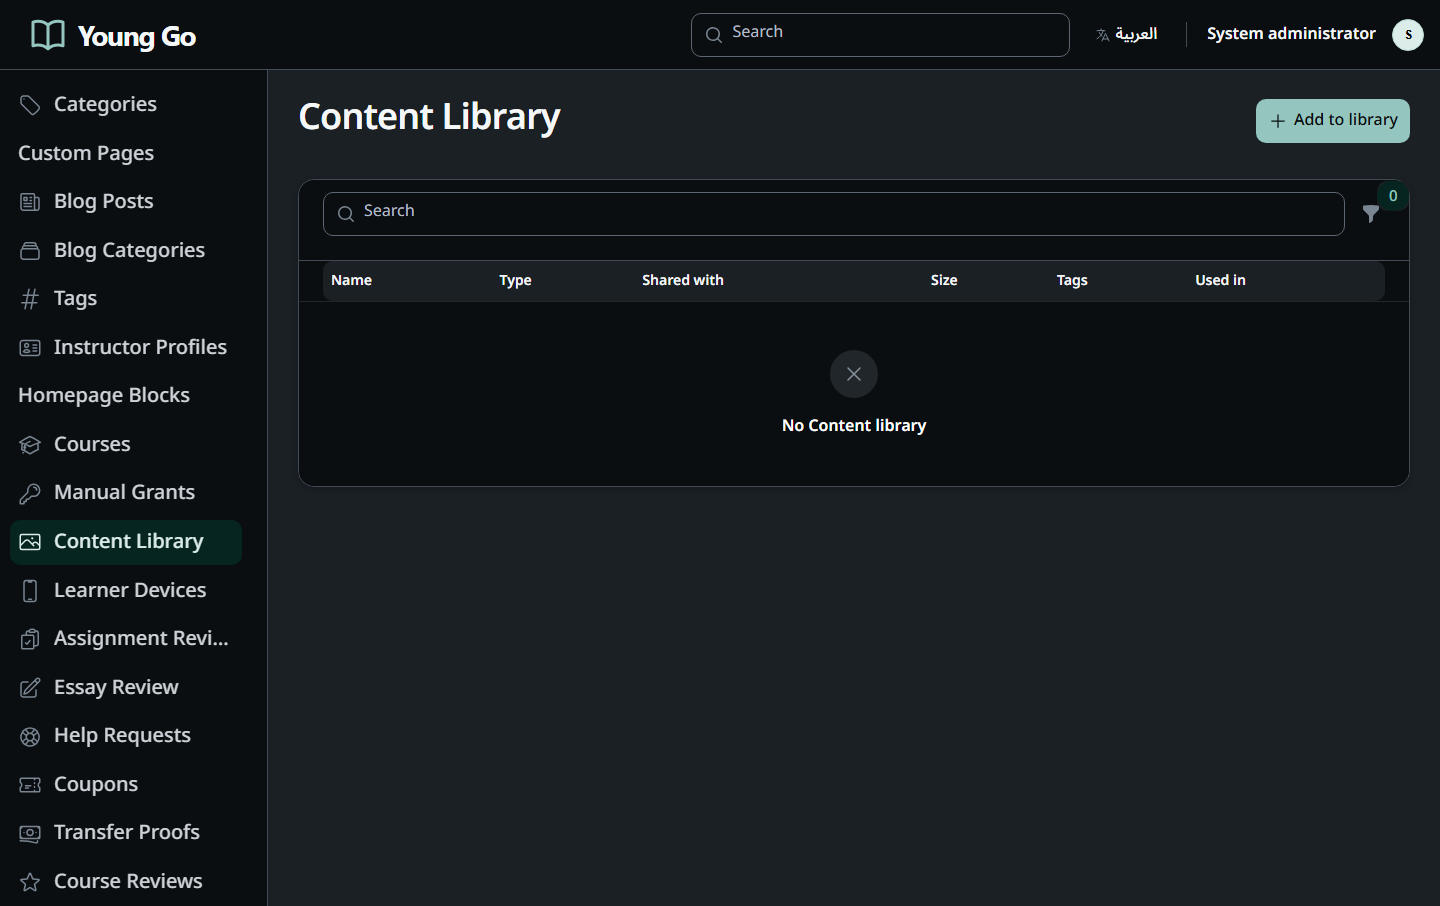 Young Go
Search
العربية
System administrator
S
Categories
Custom Pages
Blog Posts
Blog Categories
Tags
Instructor Profiles
Homepage Blocks
Courses
Manual Grants
Content Library
Learner Devices
Assignment Revi...
Essay Review
Help Requests
Coupons
Transfer Proofs
Course Reviews
Content Library
Add to library
Search
0
Name Type Shared with Size Tags Used in
No Content library